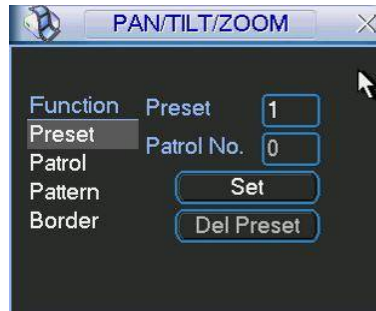 PAN/TILT/ZOOM
Function
Preset
Patrol
Pattern
Border
Preset 1
Patrol No. 0
Set
Del Preset